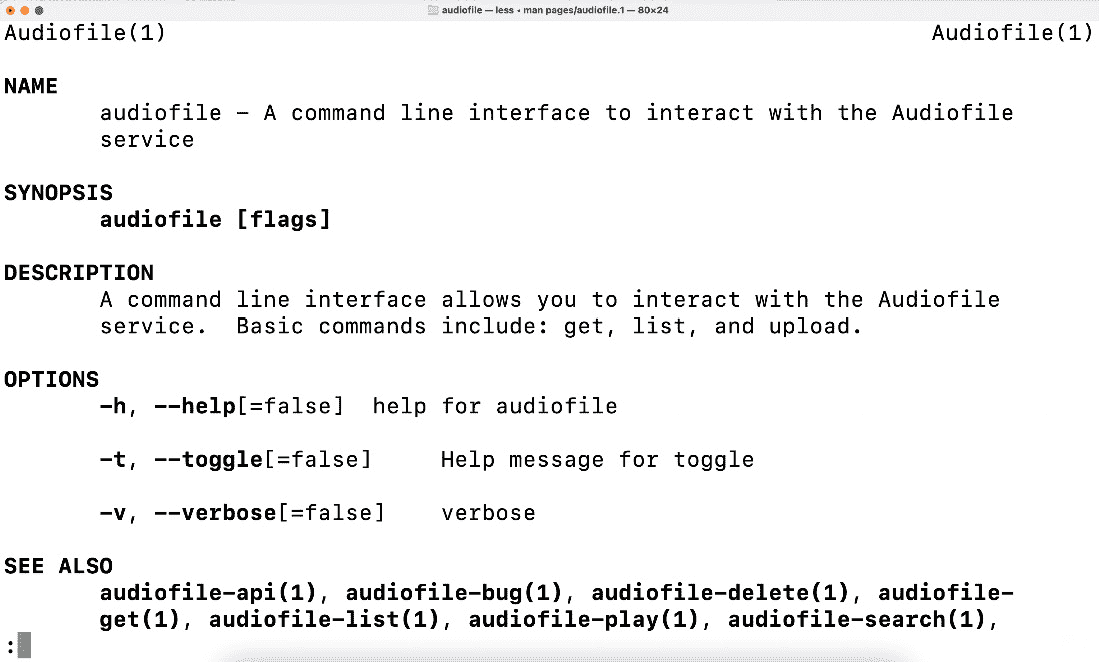 audiofile — less ◂ man pages/audiofile.1 — 80×24
Audiofile(1) Audiofile(1)
NAME
audiofile – A command line interface to interact with the Audiofile
service
SYNOPSIS
audiofile [flags]
DESCRIPTION
A command line interface allows you to interact with the Audiofile
service.  Basic commands include: get, list, and upload.
OPTIONS
-h, --help[=false]  help for audiofile
-t, --toggle[=false]     Help message for toggle
-v, --verbose[=false]    verbose
SEE ALSO
audiofile-api(1), audiofile-bug(1), audiofile-delete(1), audiofile-
get(1), audiofile-list(1), audiofile-play(1), audiofile-search(1),
: